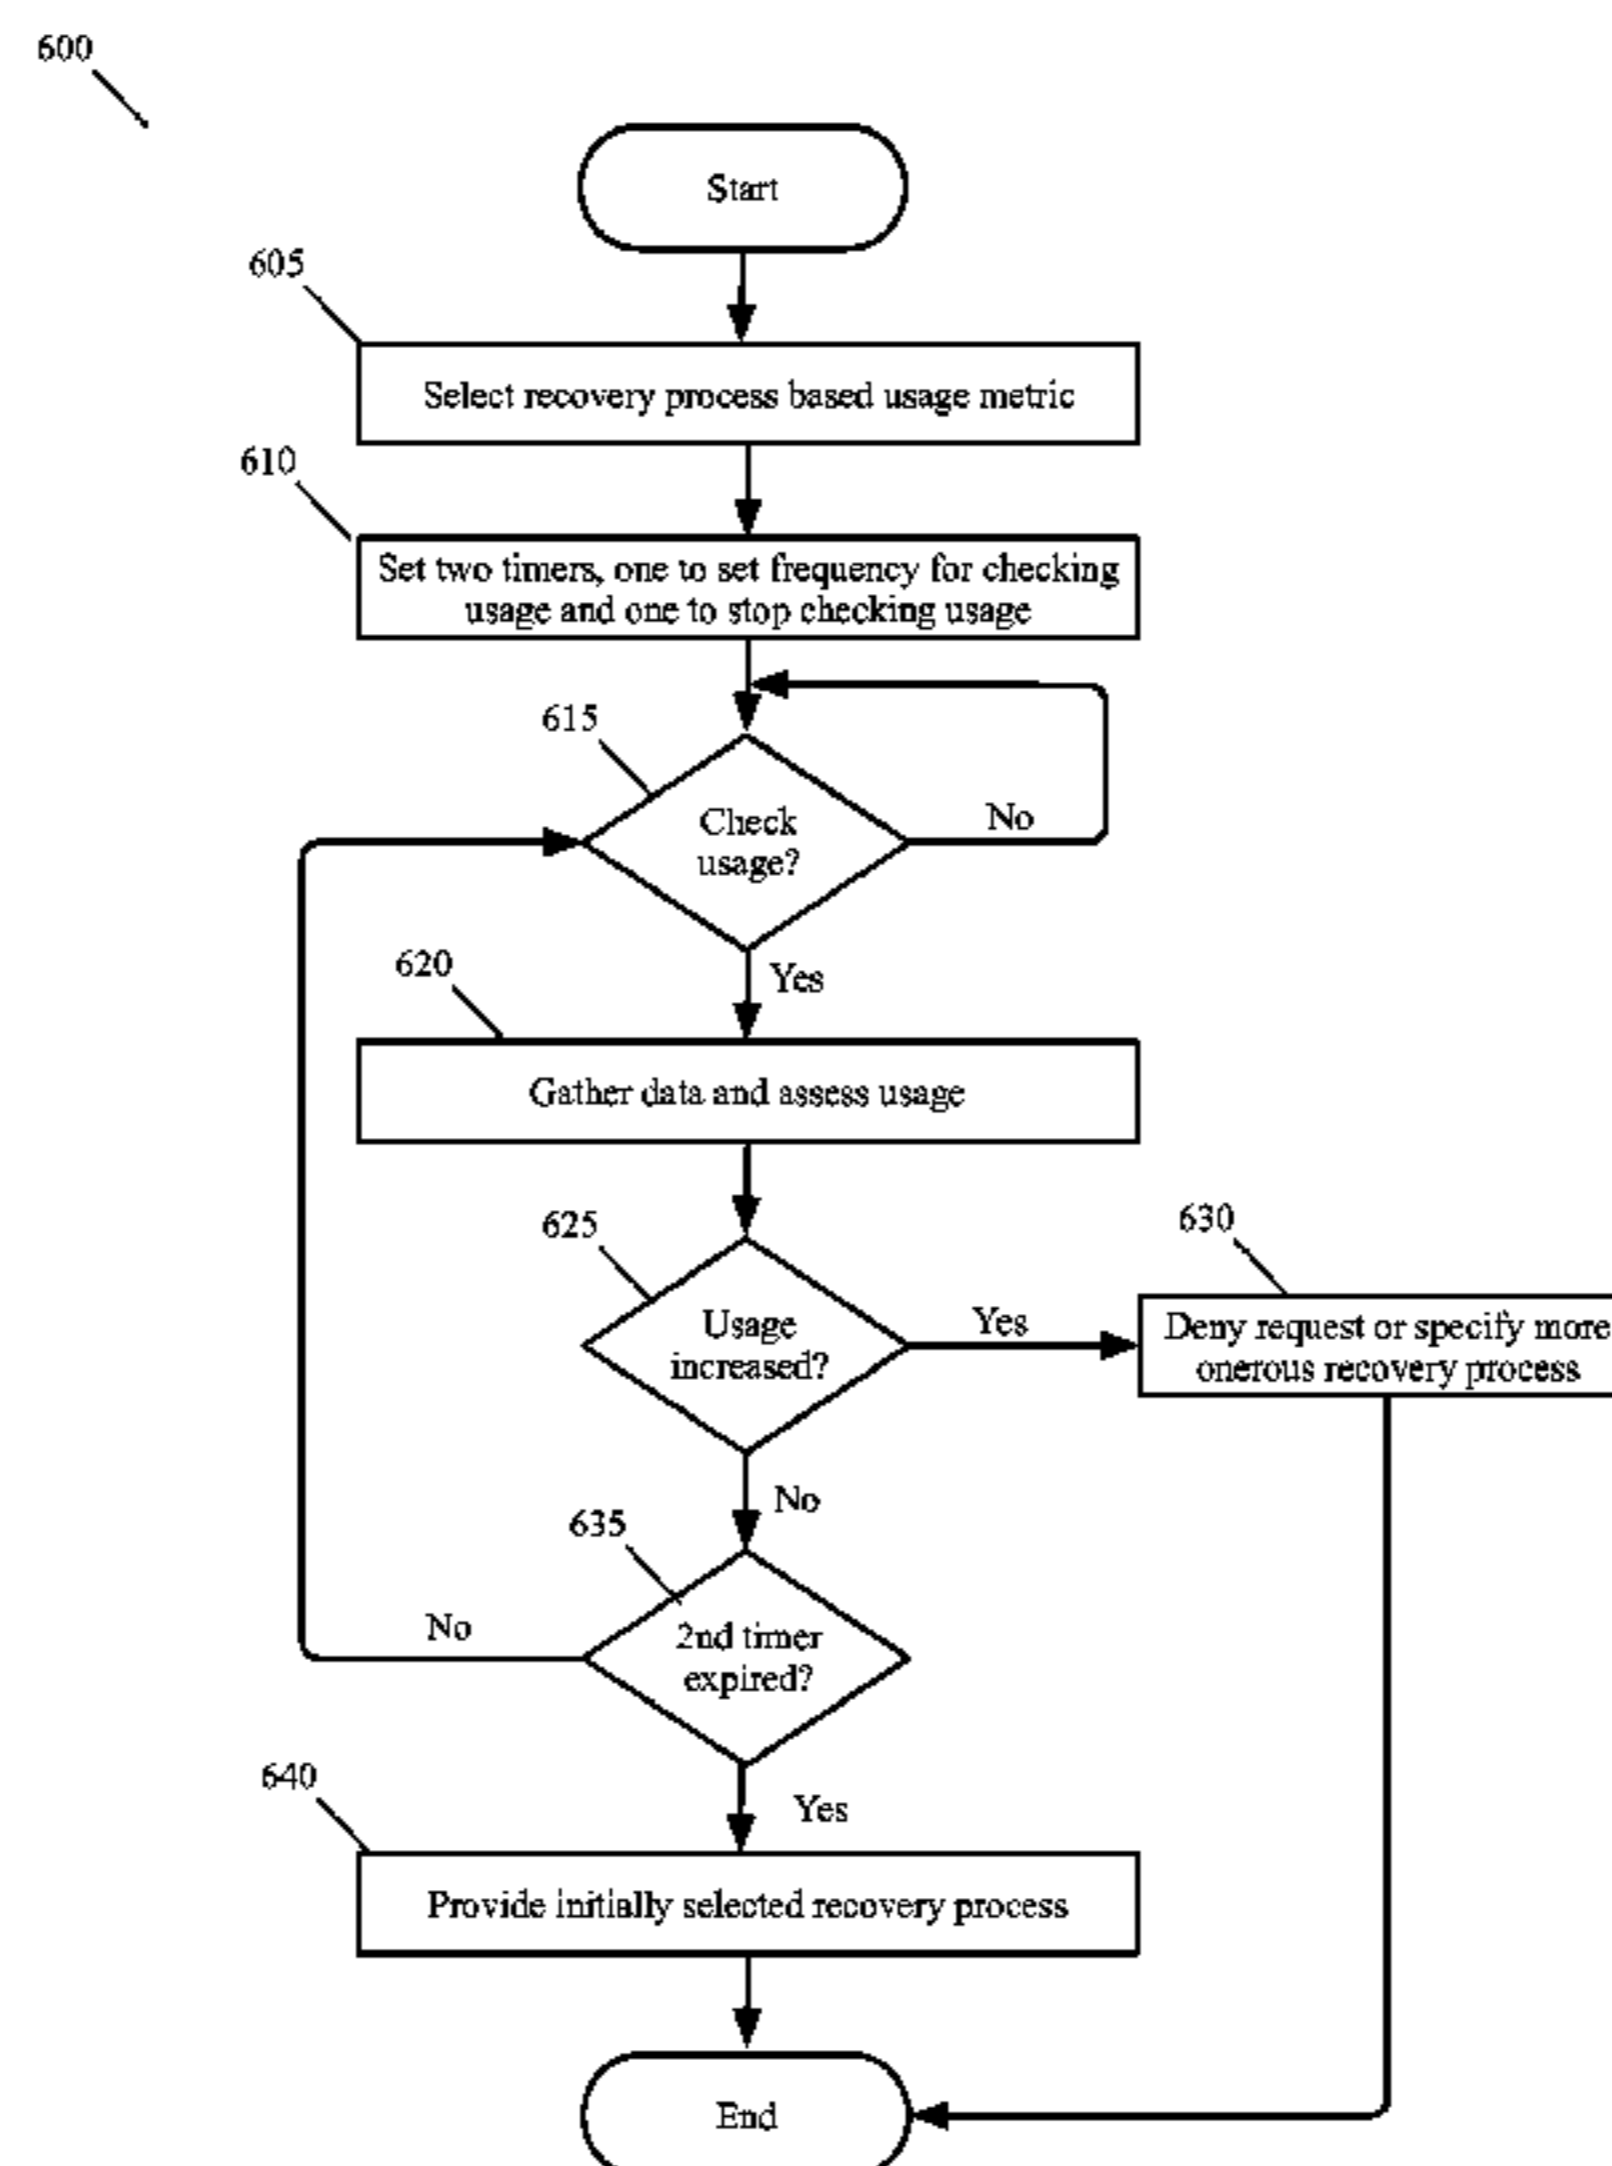 600
Start
605
Select recovery process based usage metric
610
Set two timers, one to set frequency for checking
usage and one to stop checking usage
615
Check
usage?
No
620
Yes
Gather data and assess usage
625
630
Usage
increased?
Yes
Deny request or specify more
onerous recovery process
No
635
No
2nd timer
expired?
640
Yes
Provide initially selected recovery process
End